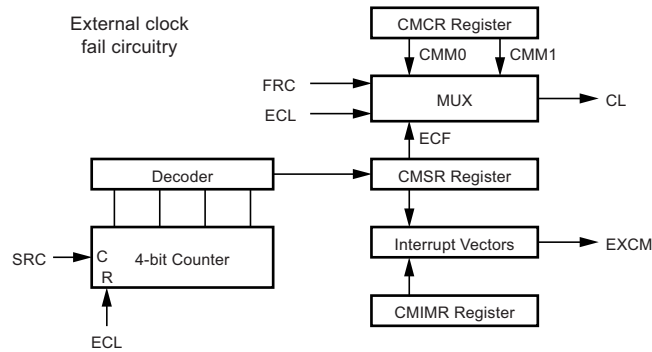 External clock
fail circuitry
CMCR Register
CMM0
CMM1
FRC
ECL
MUX
CL
ECF
Decoder
CMSR Register
SRC
C
R
4-bit Counter
Interrupt Vectors
EXCM
ECL
CMIMR Register